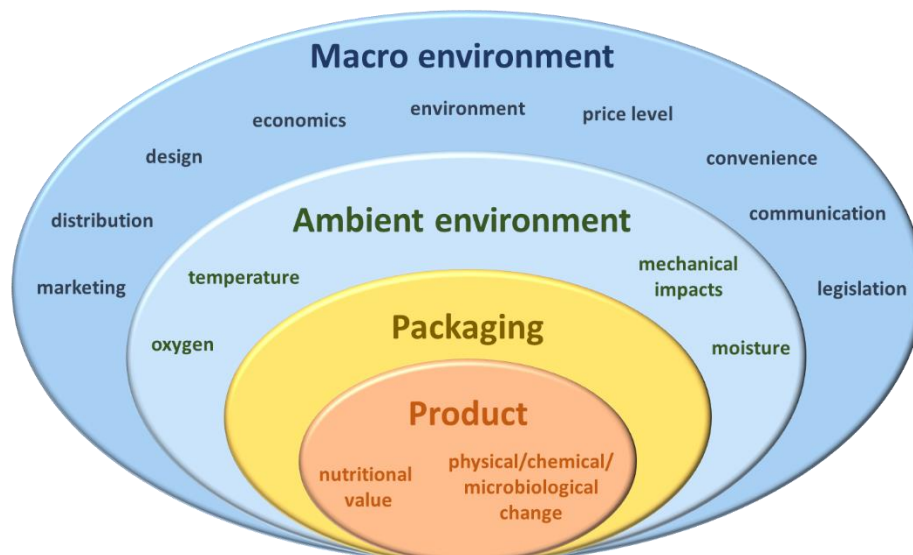 Macro environment
environment
economics
price level
design
convenience
distribution
communication
marketing
legislation
Ambient environment
temperature
mechanical
impacts
oxygen
moisture
Packaging
Product
nutritional
value
physical/chemical/
microbiological
change